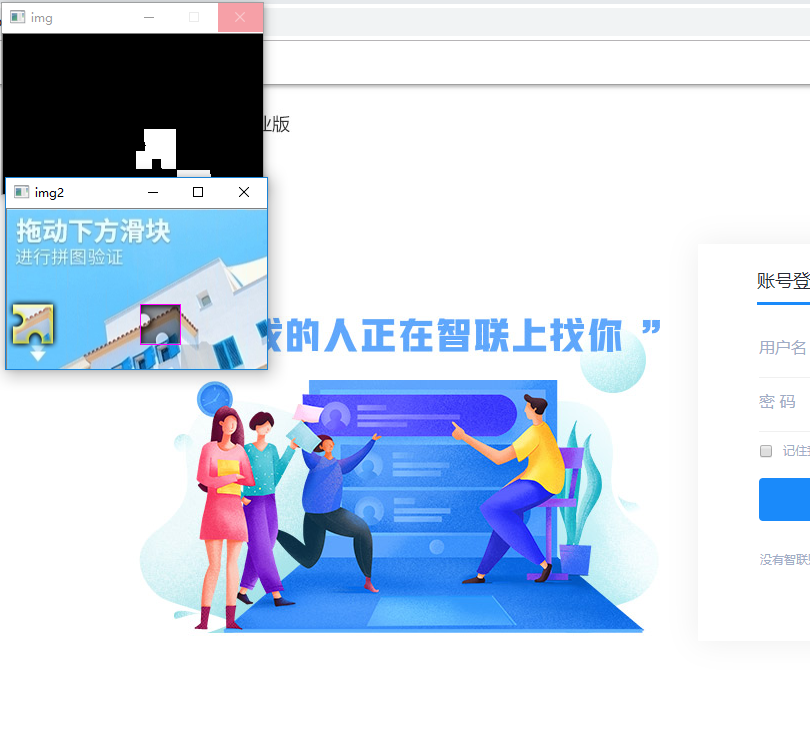 img
业版
img2
拖动下方滑块
进行拼图验证
的人正在智联上找你 ”
账号登
用户名
密 码
记住
没有智联